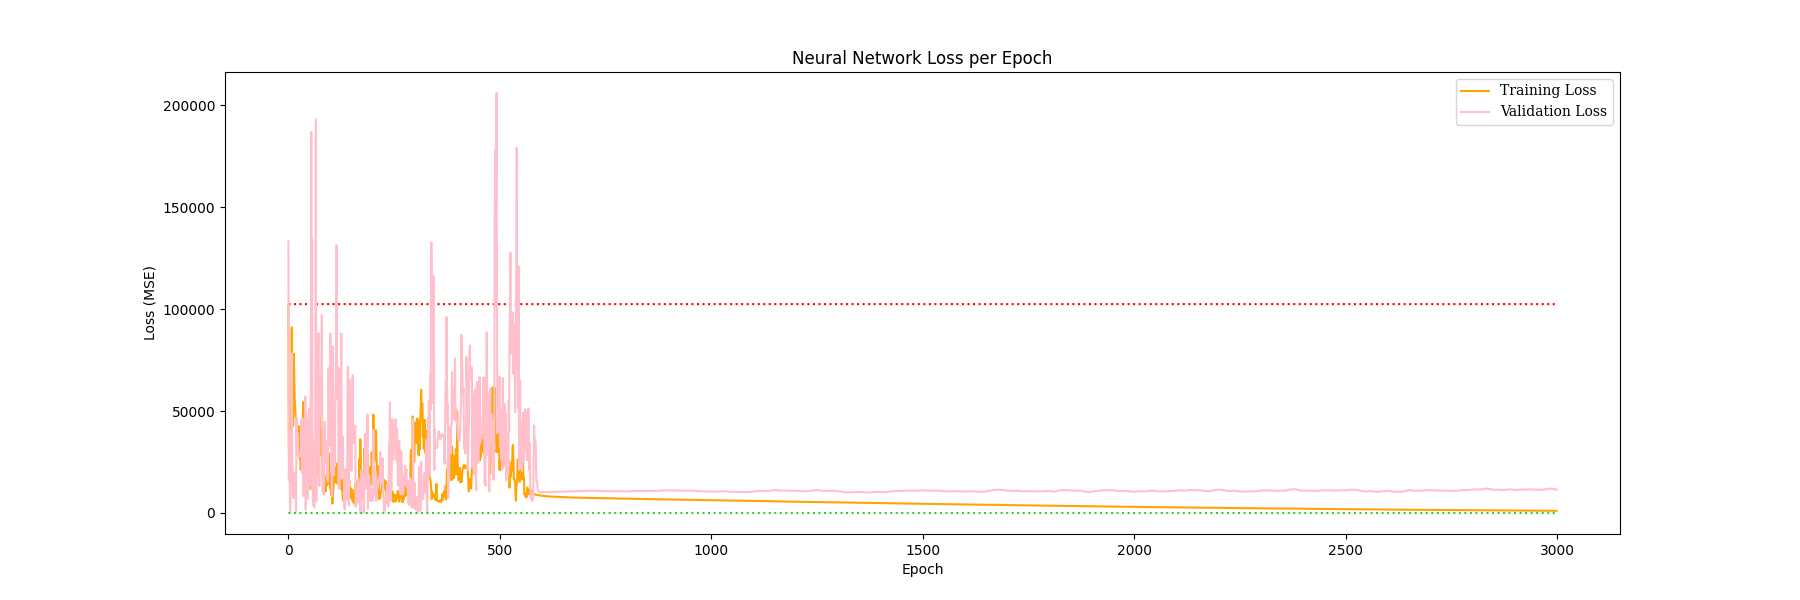 Neural Network Loss per Epoch
Training Loss
Validation Loss
200000
150000
100000
50000
0
Loss (MSE)
0 500 1000 1500 2000 2500 3000
Epoch